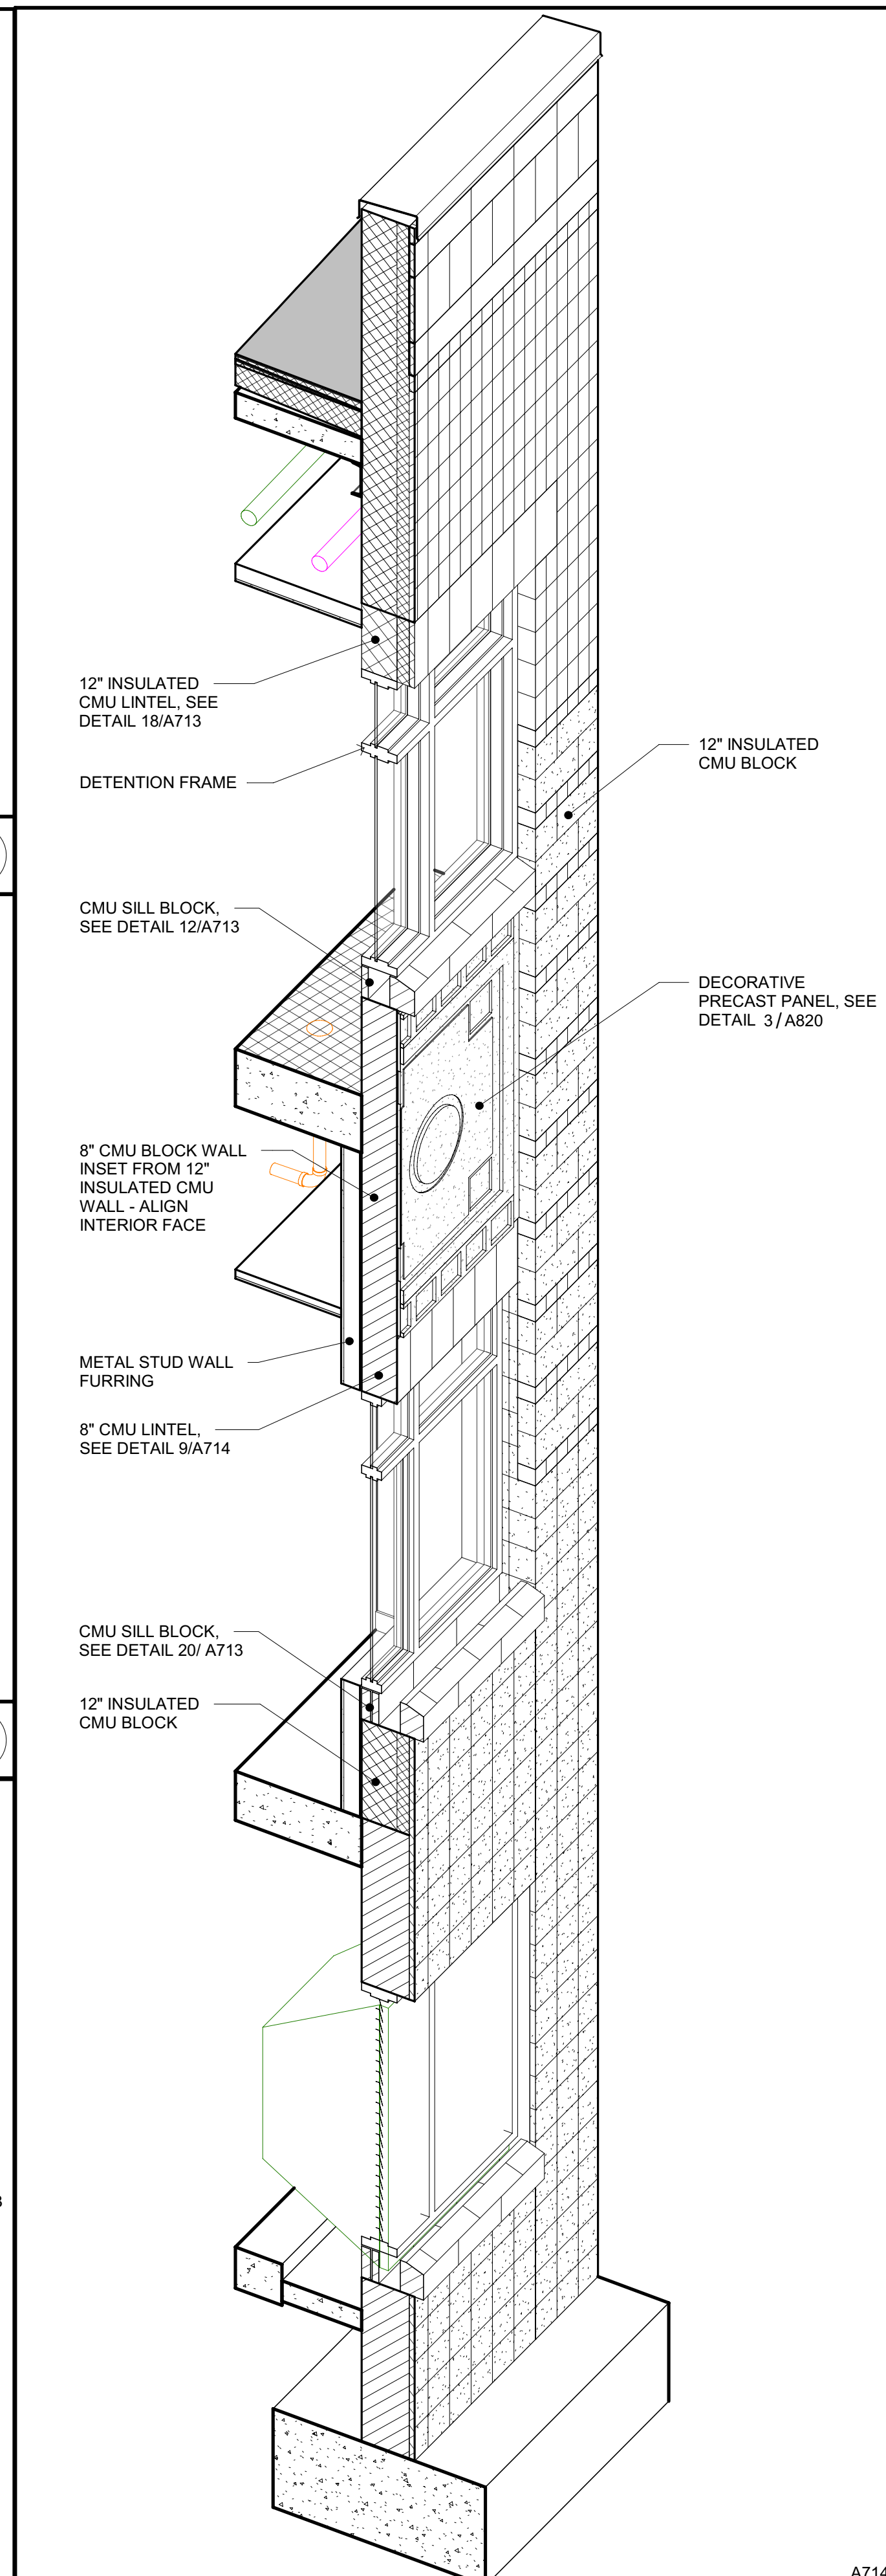 12" INSULATED
CMU LINTEL, SEE
DETAIL 18/A713
DETENTION FRAME
12" INSULATED
CMU BLOCK
CMU SILL BLOCK,
SEE DETAIL 12/A713
DECORATIVE
PRECAST PANEL, SEE
DETAIL 3/A820
8" CMU BLOCK WALL
INSET FROM 12"
INSULATED CMU
WALL - ALIGN
INTERIOR FACE
METAL STUD WALL
FURRING
8" CMU LINTEL,
SEE DETAIL 9/A714
CMU SILL BLOCK,
SEE DETAIL 20/ A713
12" INSULATED
CMU BLOCK
A714